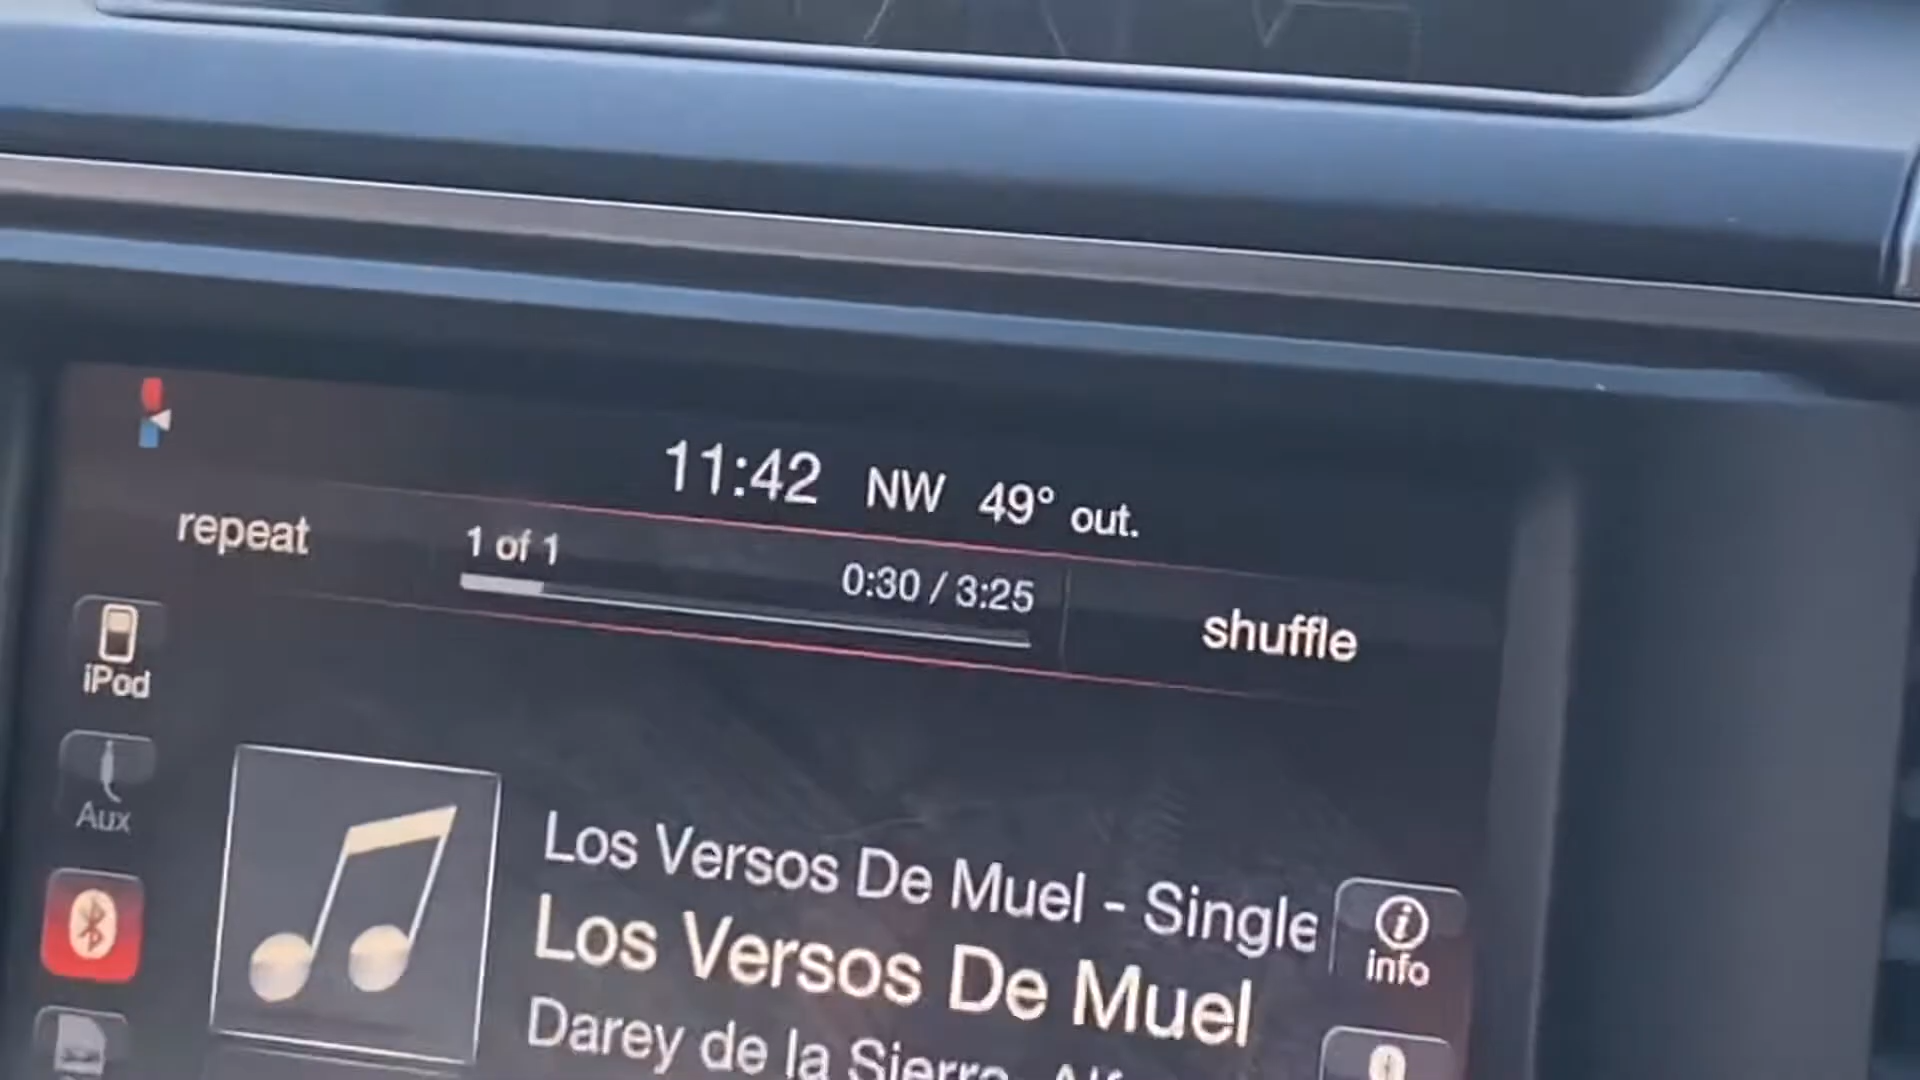 11:42 NW 49° out.
repeat
1 of 1
0:30 / 3:25
shuffle
iPod
Aux
Los Versos De Muel - Single
info
Los Versos De Muel
Darey de la Sierra,